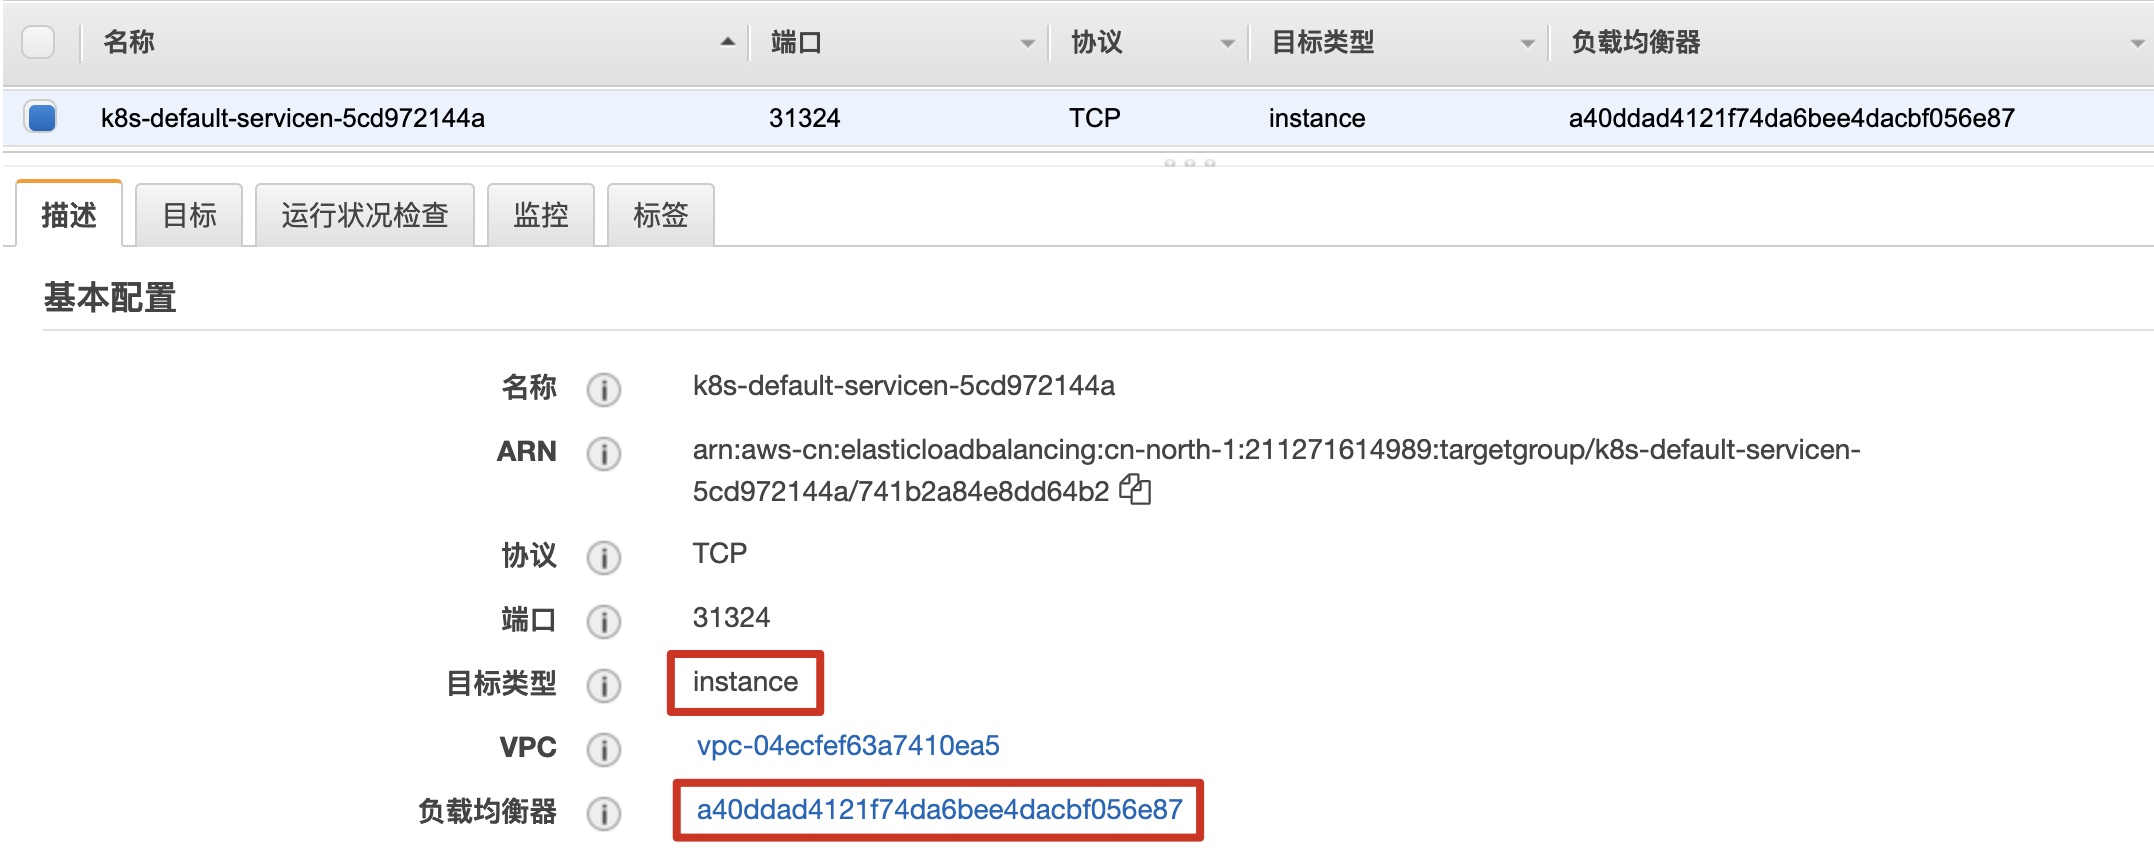 名称 端口 协议 目标类型 负载均衡器
k8s-default-servicen-5cd972144a 31324 TCP instance a40ddad4121f74da6bee4dacbf056e87
描述 目标 运行状况检查 监控 标签
基本配置
名称 k8s-default-servicen-5cd972144a
ARN arn:aws-cn:elasticloadbalancing:cn-north-1:211271614989:targetgroup/k8s-default-servicen-
5cd972144a/741b2a84e8dd64b2
协议 TCP
端口 31324
目标类型 instance
VPC vpc-04ecfef63a7410ea5
负载均衡器 a40ddad4121f74da6bee4dacbf056e87